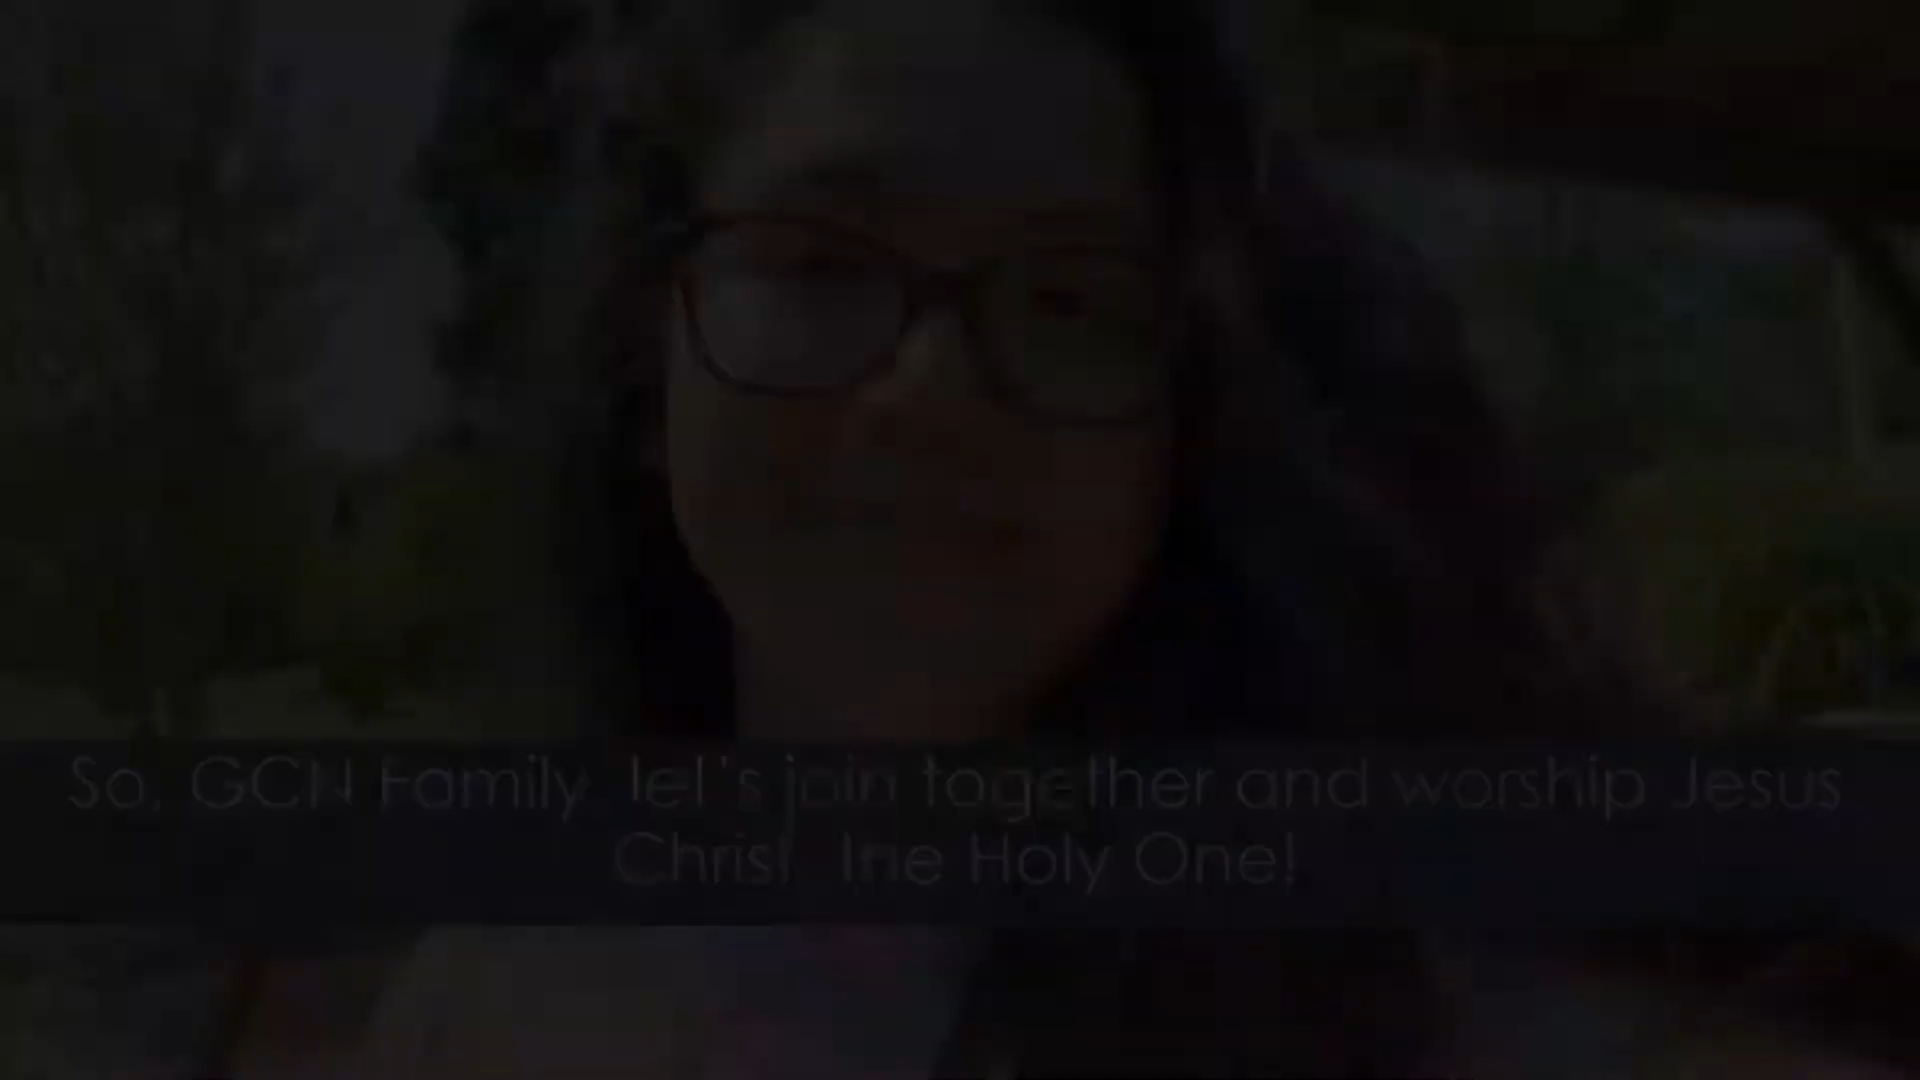 So, GCN Family, let's join together and worship Jesus
Christ, the Holy One!